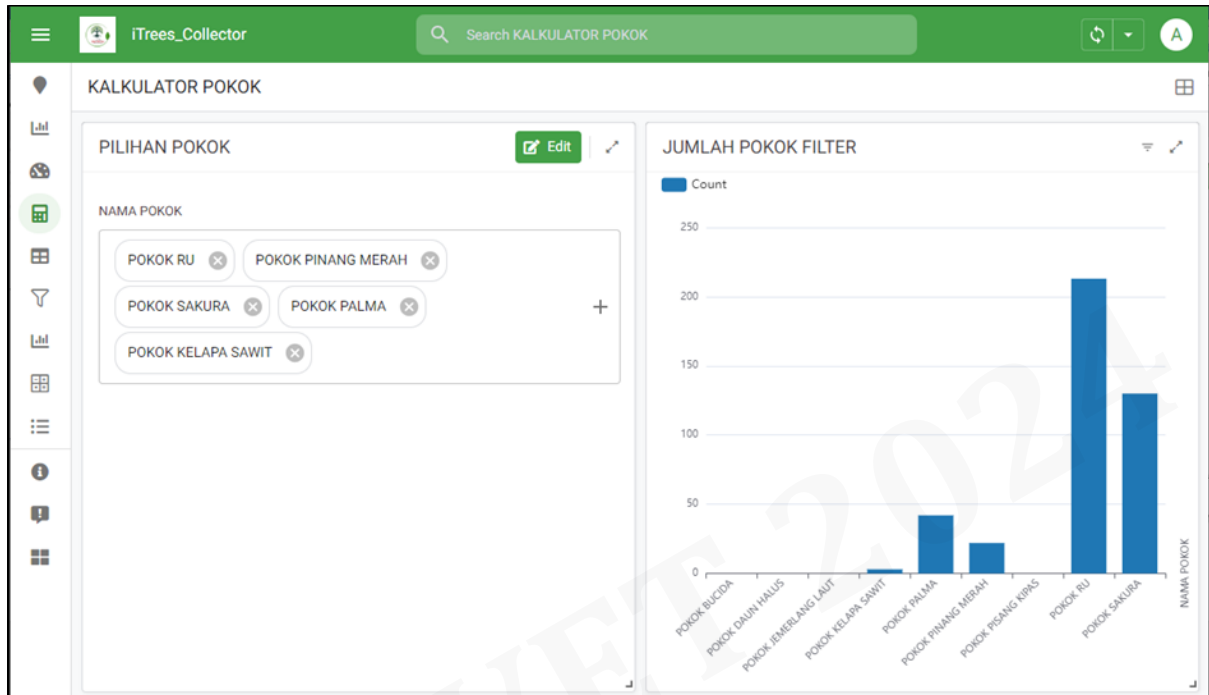 iTrees_Collector
Search KALKULATOR POKOK
A
KALKULATOR POKOK
PILIHAN POKOK
Edit
NAMA POKOK
POKOK RU
POKOK PINANG MERAH
POKOK SAKURA
POKOK PALMA
POKOK KELAPA SAWIT
JUMLAH POKOK FILTER
Count
250
200
150
100
50
0
POKOK BUCIDA
POKOK DAUN HALUS
POKOK JEMERLANG LAUT
POKOK KELAPA SAWIT
POKOK PALMA
POKOK PINANG MERAH
POKOK PISANG KIPAS
POKOK RU
POKOK SAKURA
NAMA POKOK
VET 2024